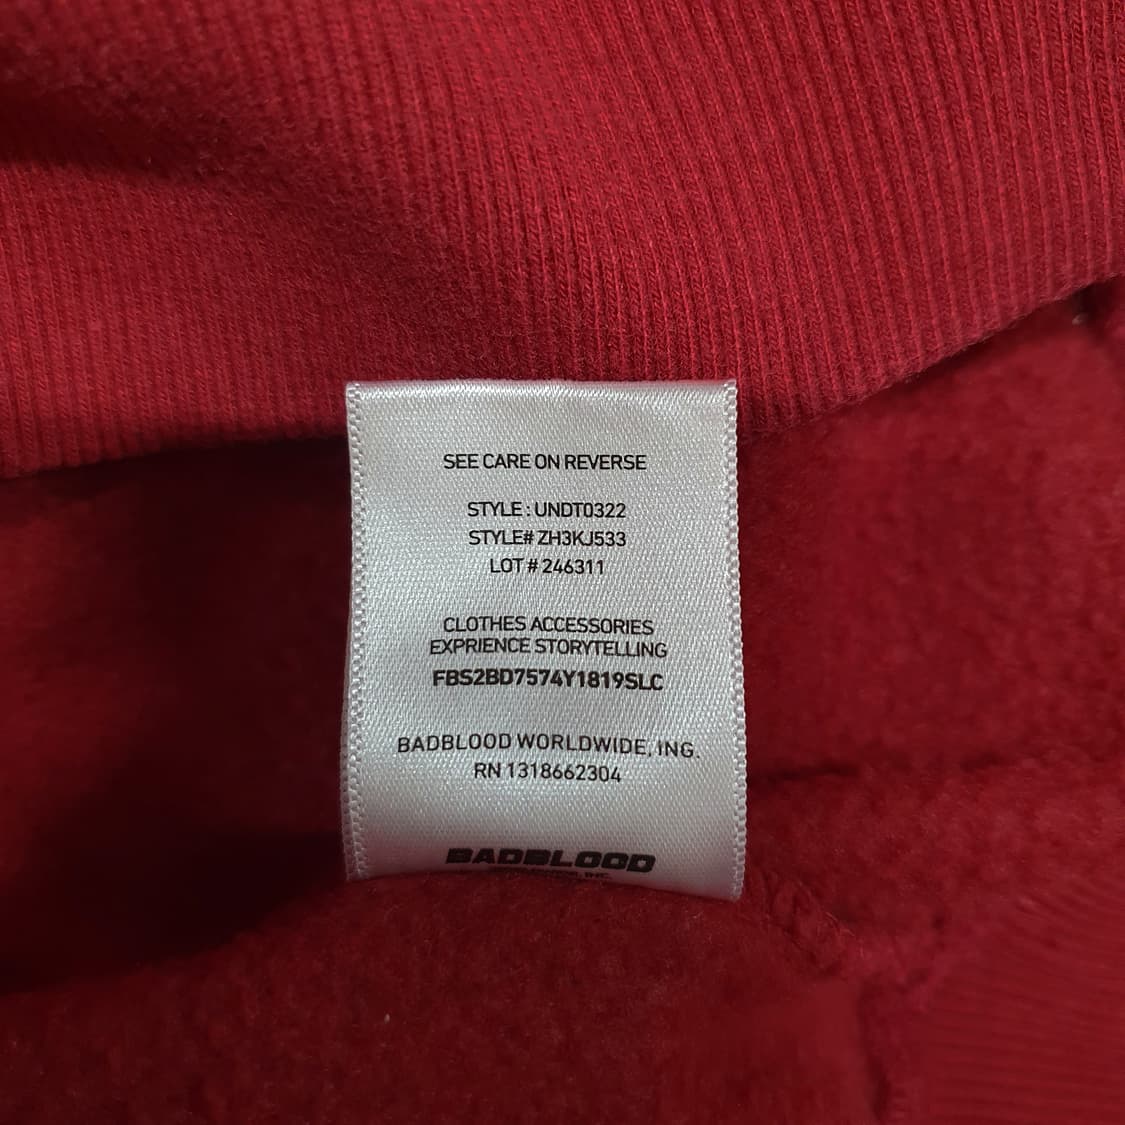 SEE CARE ON REVERSE
STYLE : UNDT0322
STYLE# ZH3KJ533
LOT # 246311
CLOTHES ACCESSORIES
EXPRIENCE STORYTELLING
FBS2BD7574Y1819SLC
BADBLOOD WORLDWIDE, ING.
RN 1318662304
BADBLOOD
INC.